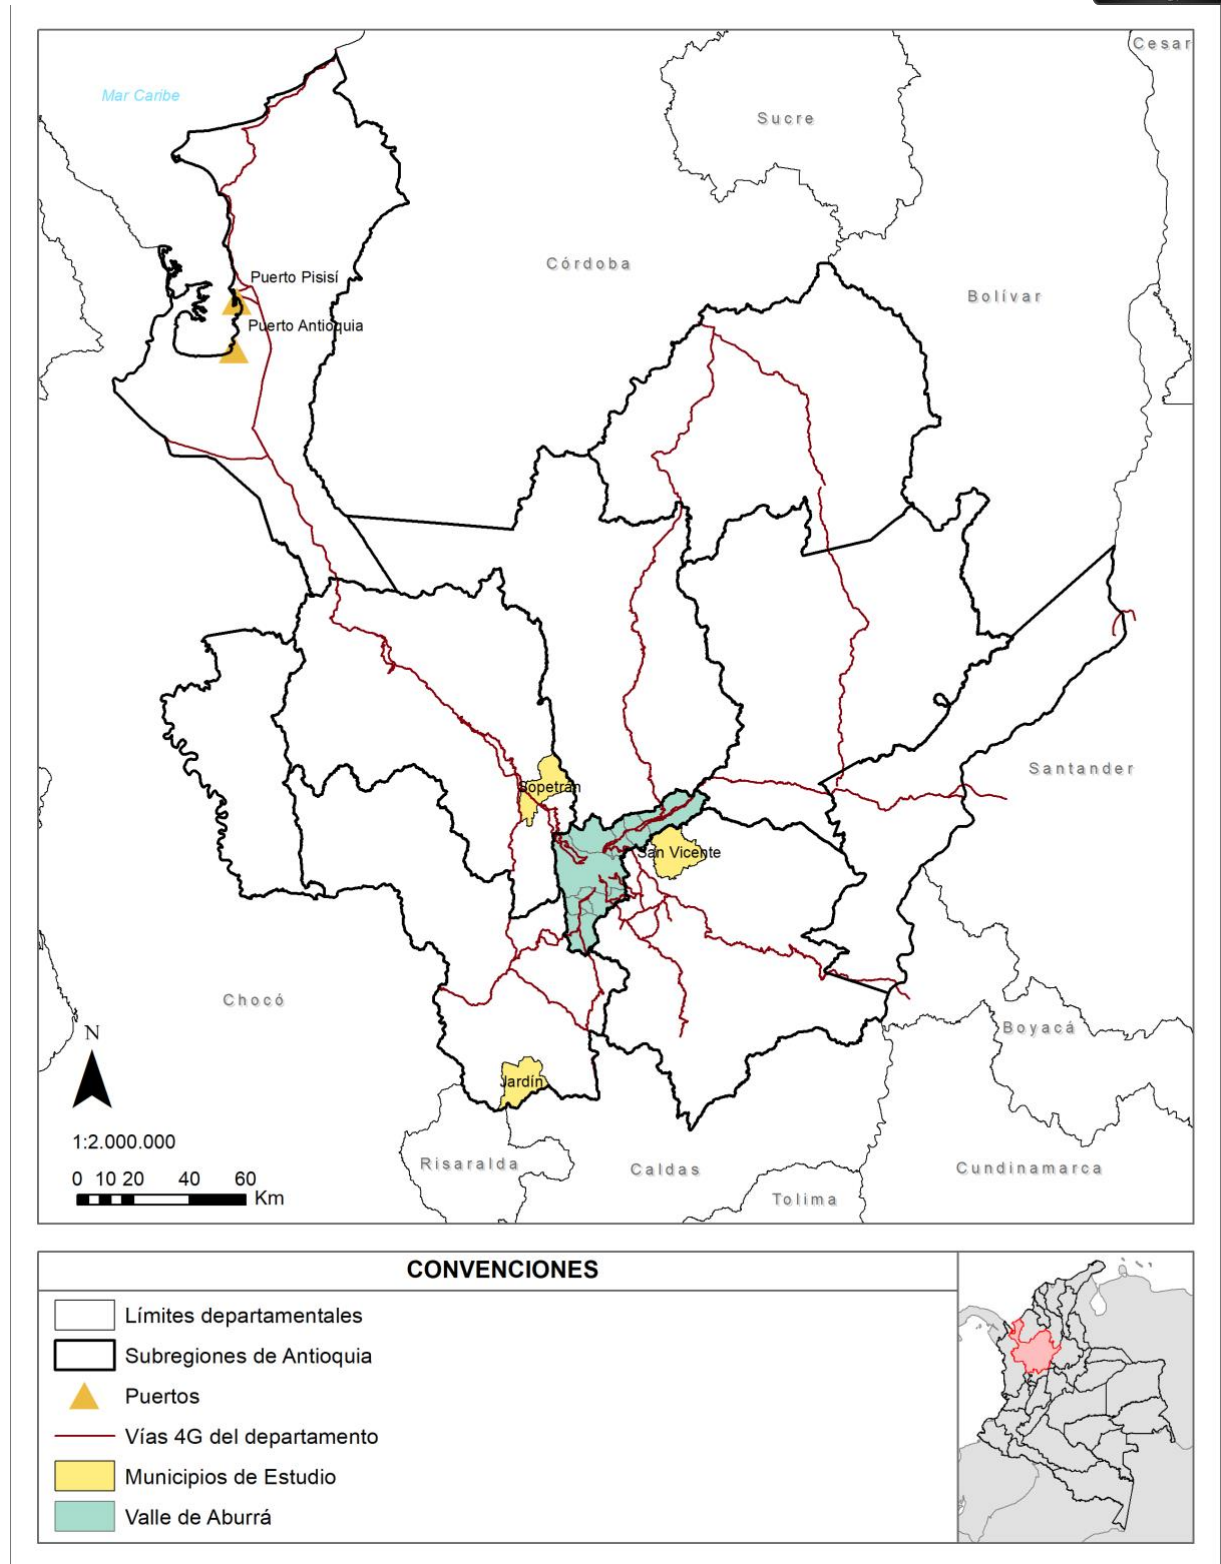 Cesar
Mar Caribe
Sucre
Córdoba
Puerto Pisisí
Bolívar
Puerto Antioquia
Santander
Sopetrán
San Vicente
Chocó
N
Boyacá
Jardín
1:2.000.000
Risaralda
Caldas
Cundinamarca
Tolima
0 10 20 40 60
Km
CONVENCIONES
Límites departamentales
Subregiones de Antioquia
Puertos
Vías 4G del departamento
Municipios de Estudio
Valle de Aburrá